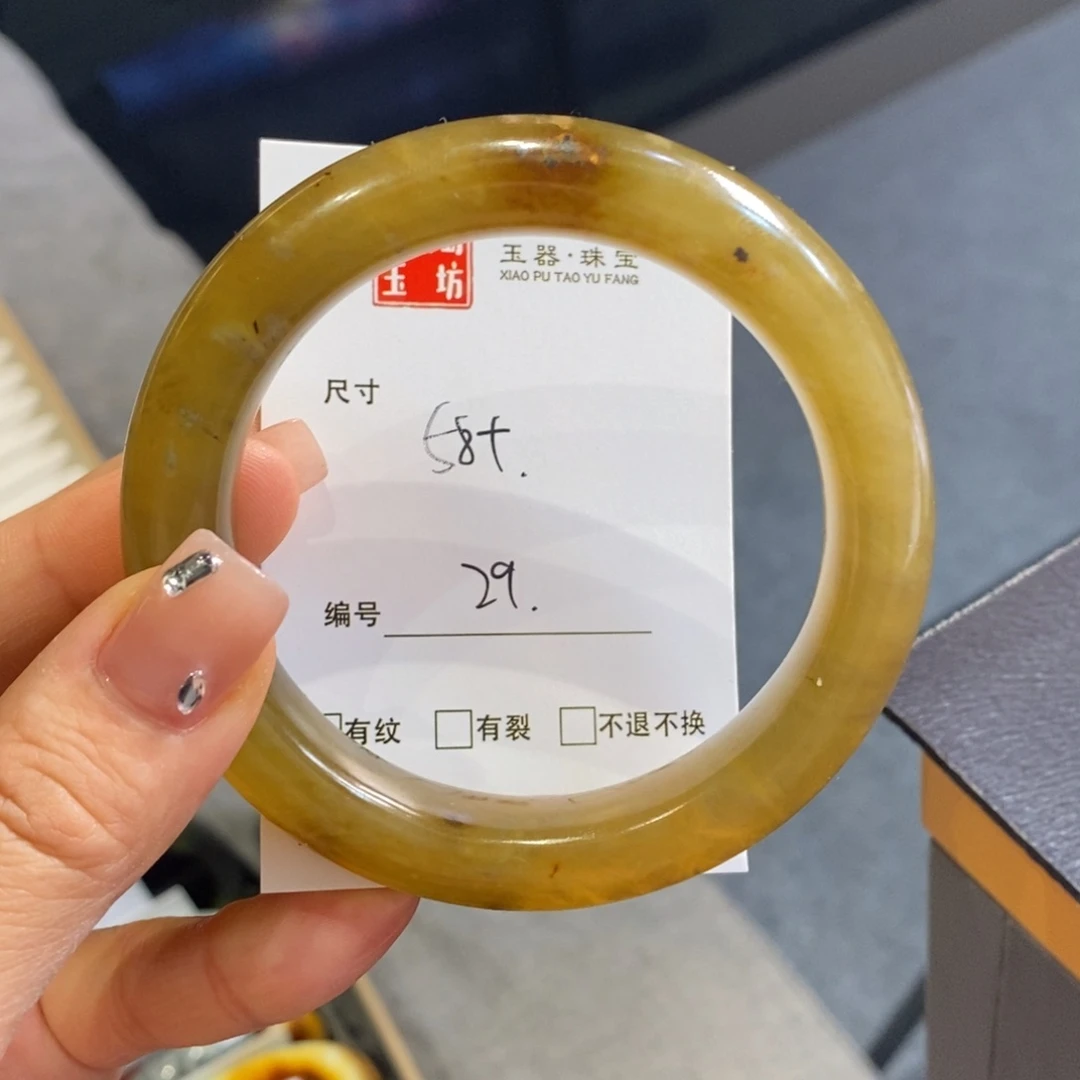 玉坊
玉器·珠宝
XIAO PU TAO YU FANG
尺寸
58+.
编号 29.
有纹 有裂 不退不换